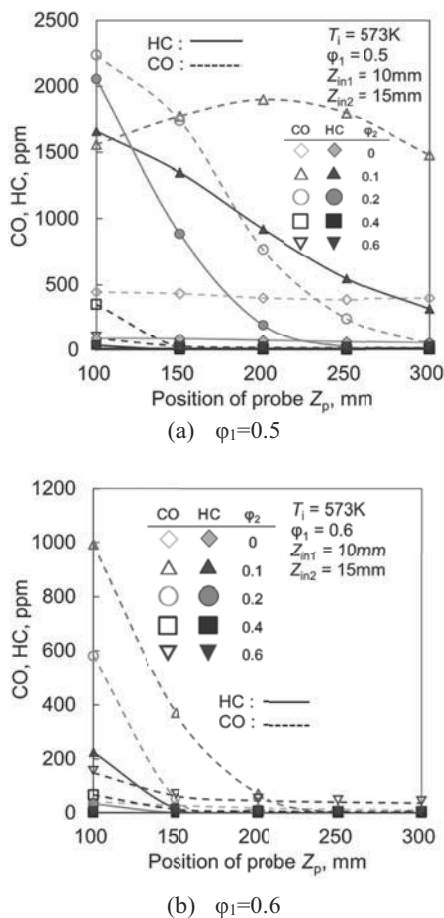 HC :
CO :
Tᵢ = 573K
φ₁ = 0.5
Zᵢₙ₁ = 10mm
Zᵢₙ₂ = 15mm
CO HC φ₂
0
0.1
0.2
0.4
0.6
2500
2000
1500
1000
500
0
CO, HC, ppm
100 150 200 250 300
Position of probe Zₚ, mm
(a) φ₁=0.5
1200
1000
800
600
400
200
0
CO, HC, ppm
CO HC φ₂
0
0.1
0.2
0.4
0.6
Tᵢ = 573K
φ₁ = 0.6
Zᵢₙ₁ = 10mm
Zᵢₙ₂ = 15mm
HC :
CO :
100 150 200 250 300
Position of probe Zₚ, mm
(b) φ₁=0.6